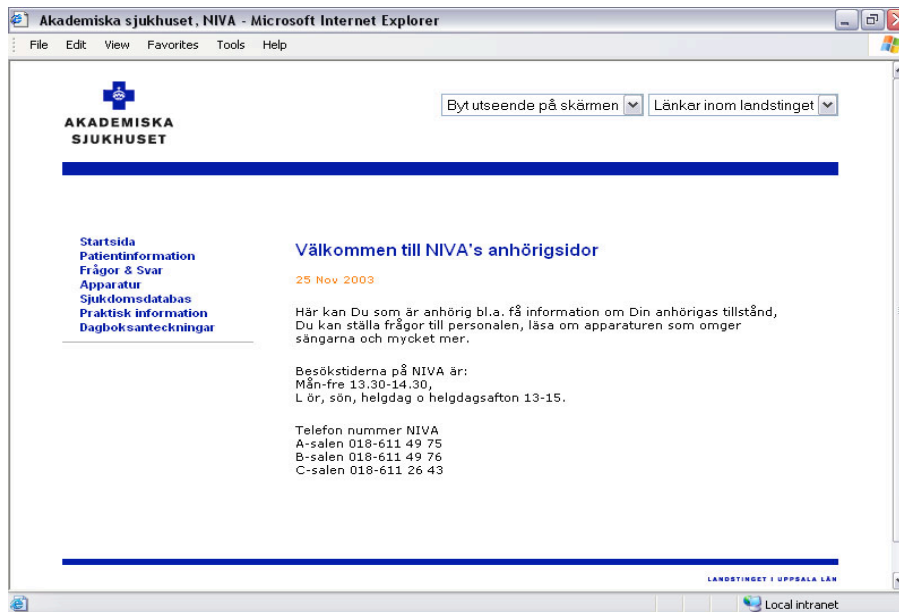 Akademiska sjukhuset, NIVA - Microsoft Internet Explorer
File Edit View Favorites Tools Help
AKADEMISKA
SJUKHUSET
Byt utseende på skärmen
Länkar inom landstinget
Startsida
Patientinformation
Frågor & Svar
Apparatur
Sjukdomsdatabas
Praktisk information
Dagboksanteckningar
Välkommen till NIVA's anhörigsidor
25 Nov 2003
Här kan Du som är anhörig bl.a. få information om Din anhörigas tillstånd,
Du kan ställa frågor till personalen, läsa om apparaturen som omger
sängarna och mycket mer.
Besökstiderna på NIVA är:
Mån-fre 13.30-14.30,
L ör, sön, helgdag o helgdagsafton 13-15.
Telefon nummer NIVA
A-salen 018-611 49 75
B-salen 018-611 49 76
C-salen 018-611 26 43
LANDSTINGET I UPPSALA LÄN
Local intranet